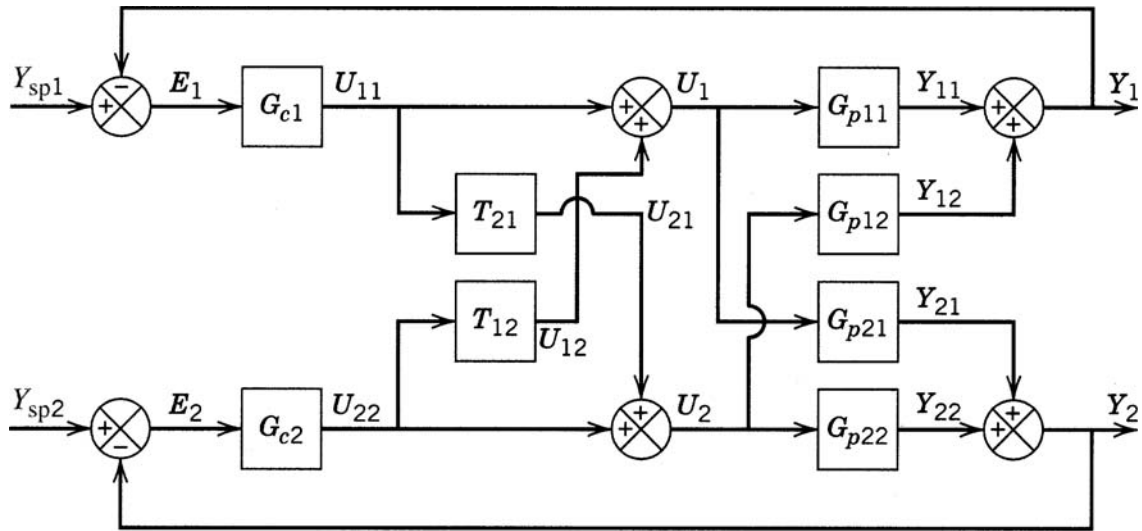 Y_sp1 + − E_1 G_c1 U_11 + + U_1 G_p11 Y_11 + + Y_1
T_21 U_21 G_p12 Y_12
T_12 U_12 G_p21 Y_21
Y_sp2 + − E_2 G_c2 U_22 + + U_2 G_p22 Y_22 + + Y_2